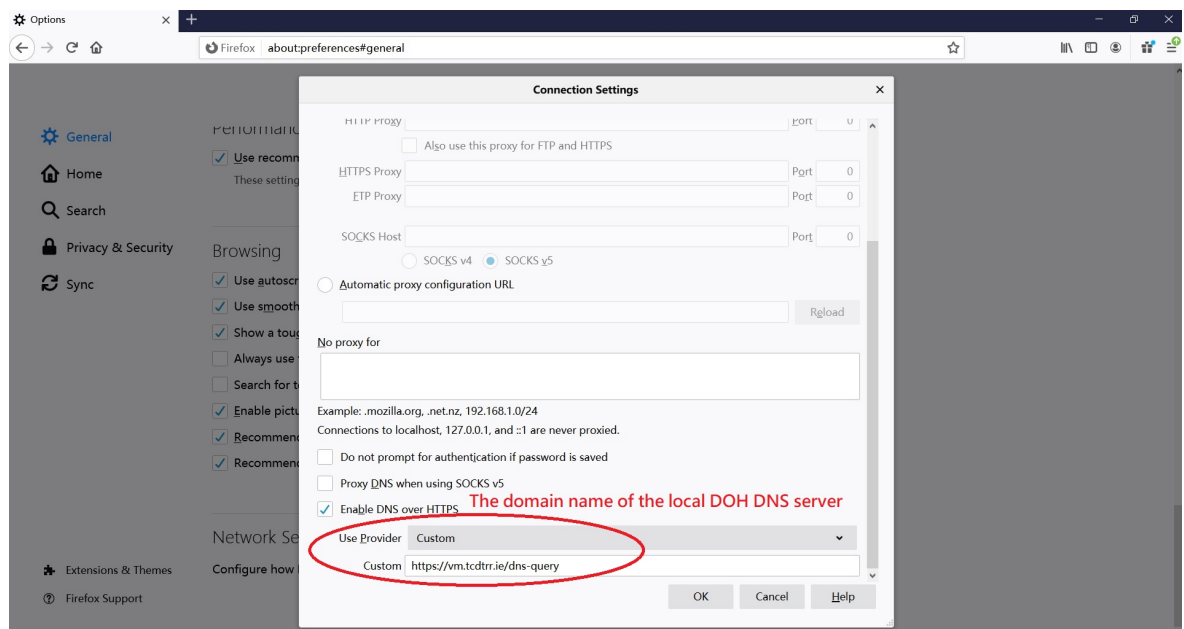 Options
Firefox about:preferences#general
Connection Settings
General
Home
Search
Privacy & Security
Sync
Extensions & Themes
Firefox Support
Performanc
Use recomm
These setting
Browsing
Use autoscr
Use smooth
Show a touc
Always use
Search for te
Enable pictu
Recommend
Recommend
Network Se
Configure how
HTTP Proxy Port 0
Also use this proxy for FTP and HTTPS
HTTPS Proxy Port 0
FTP Proxy Port 0
SOCKS Host Port 0
SOCKS v4 SOCKS v5
Automatic proxy configuration URL
Reload
No proxy for
Example: .mozilla.org, .net.nz, 192.168.1.0/24
Connections to localhost, 127.0.0.1, and ::1 are never proxied.
Do not prompt for authentication if password is saved
Proxy DNS when using SOCKS v5
The domain name of the local DOH DNS server
Enable DNS over HTTPS
Use Provider Custom
Custom https://vm.tcdtrr.ie/dns-query
OK Cancel Help